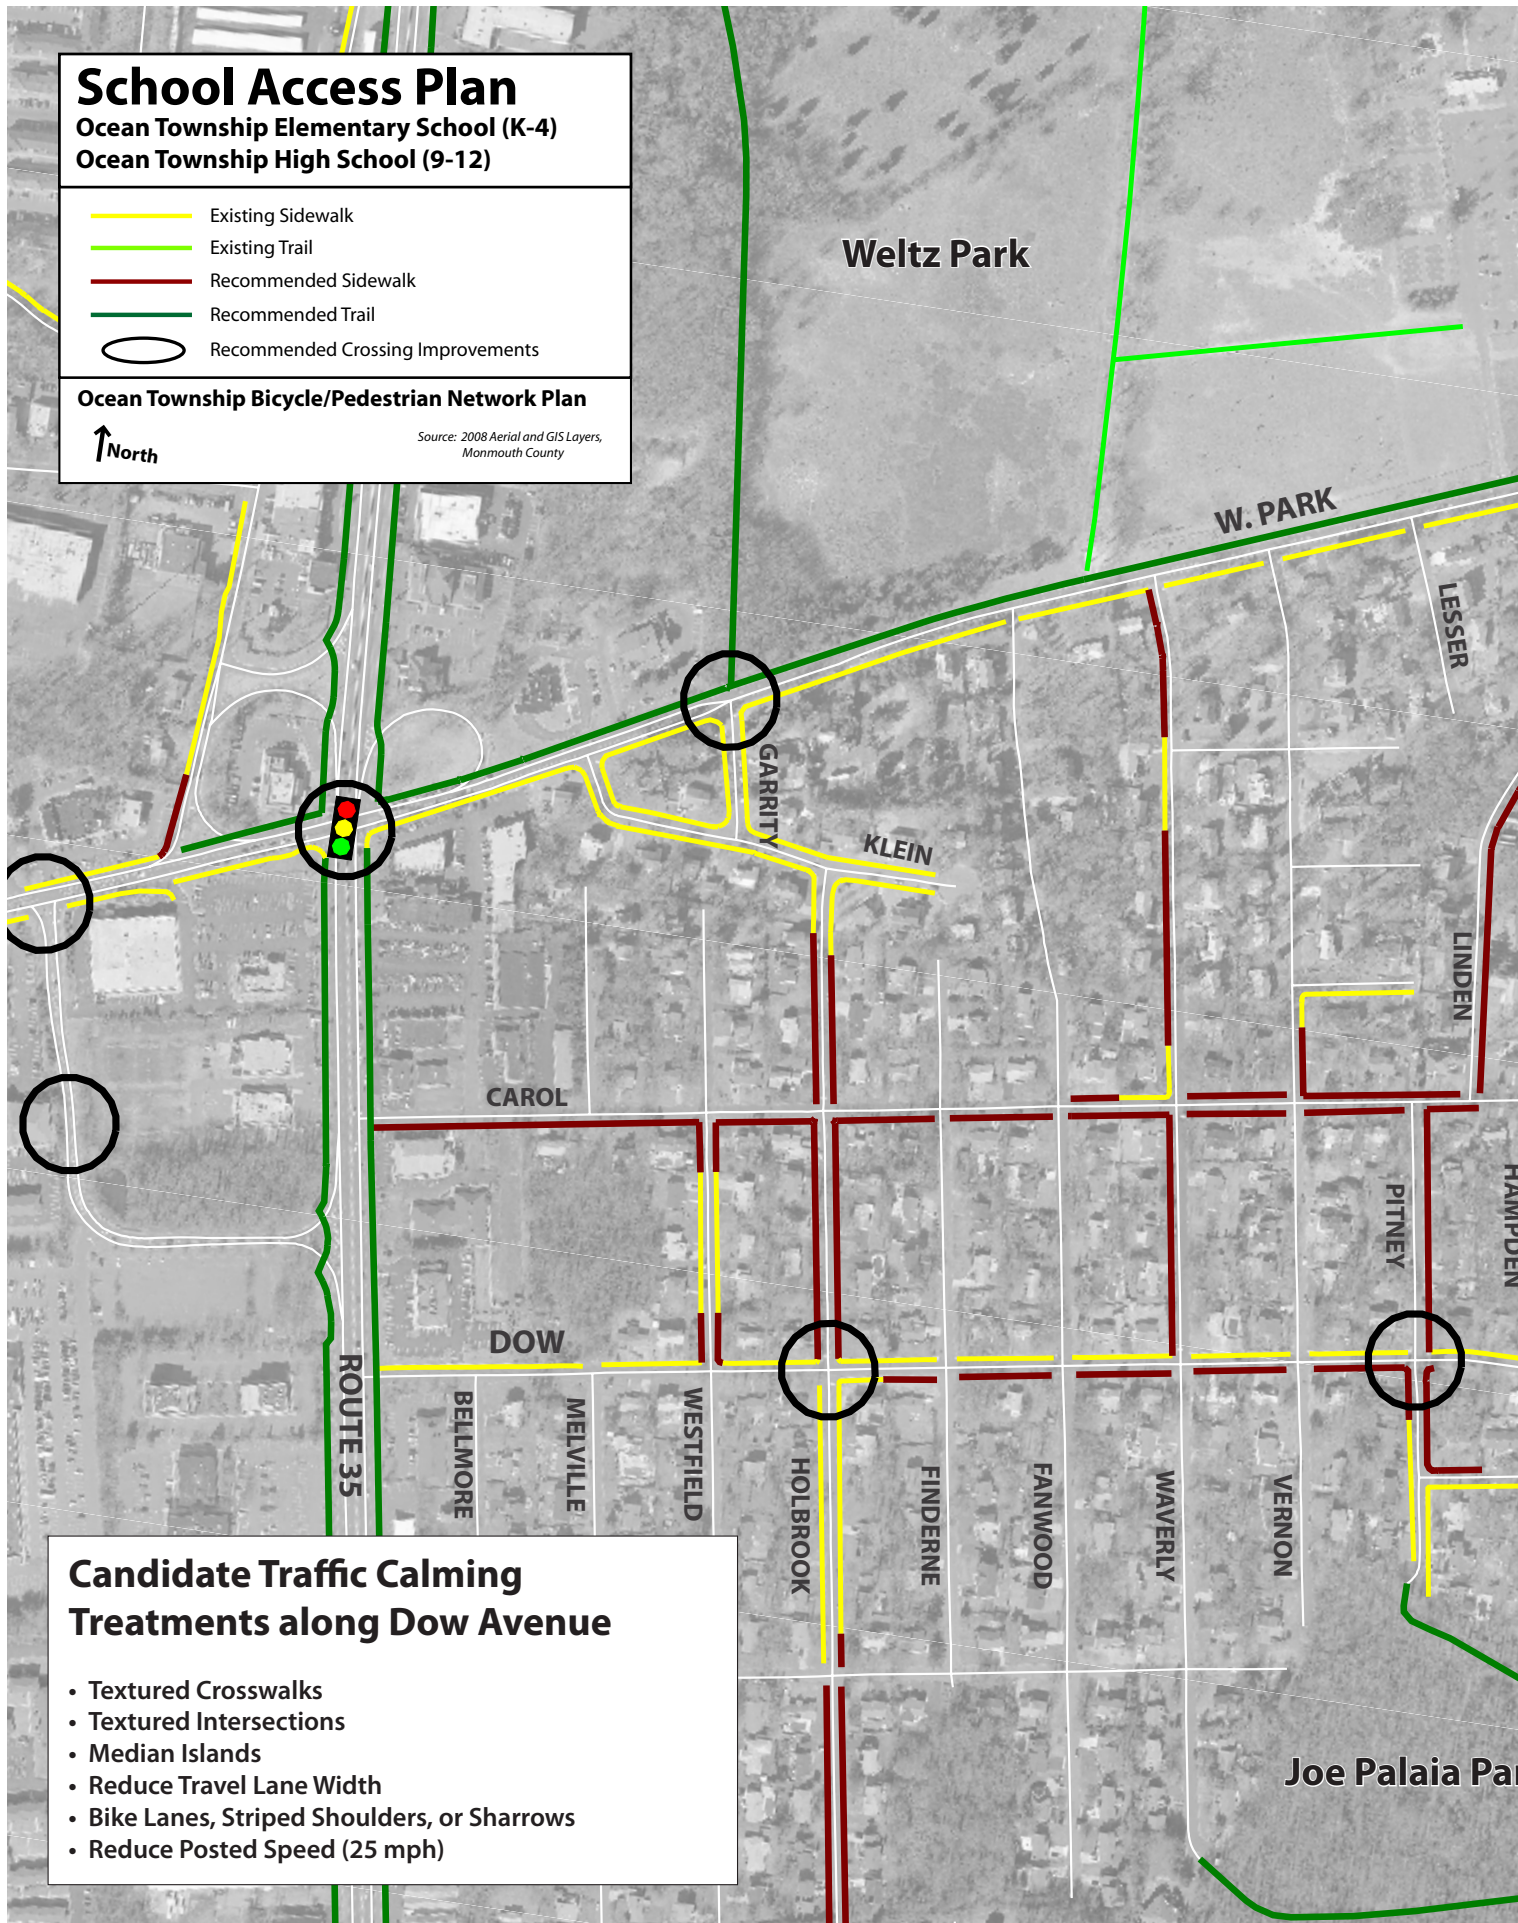 School Access Plan
Ocean Township Elementary School (K-4)
Ocean Township High School (9-12)
Existing Sidewalk
Existing Trail
Recommended Sidewalk
Recommended Trail
Recommended Crossing Improvements
Ocean Township Bicycle/Pedestrian Network Plan
North
Source: 2008 Aerial and GIS Layers,
Monmouth County
Weltz Park
W. PARK
LESSER
GARRITY
KLEIN
LINDEN
CAROL
PITNEY
HAMPDEN
DOW
ROUTE 35
BELLMORE
MELVILLE
WESTFIELD
HOLBROOK
FINDERNE
FANWOOD
WAVERLY
VERNON
Candidate Traffic Calming
Treatments along Dow Avenue
• Textured Crosswalks
• Textured Intersections
• Median Islands
• Reduce Travel Lane Width
• Bike Lanes, Striped Shoulders, or Sharrows
• Reduce Posted Speed (25 mph)
Joe Palaia Par